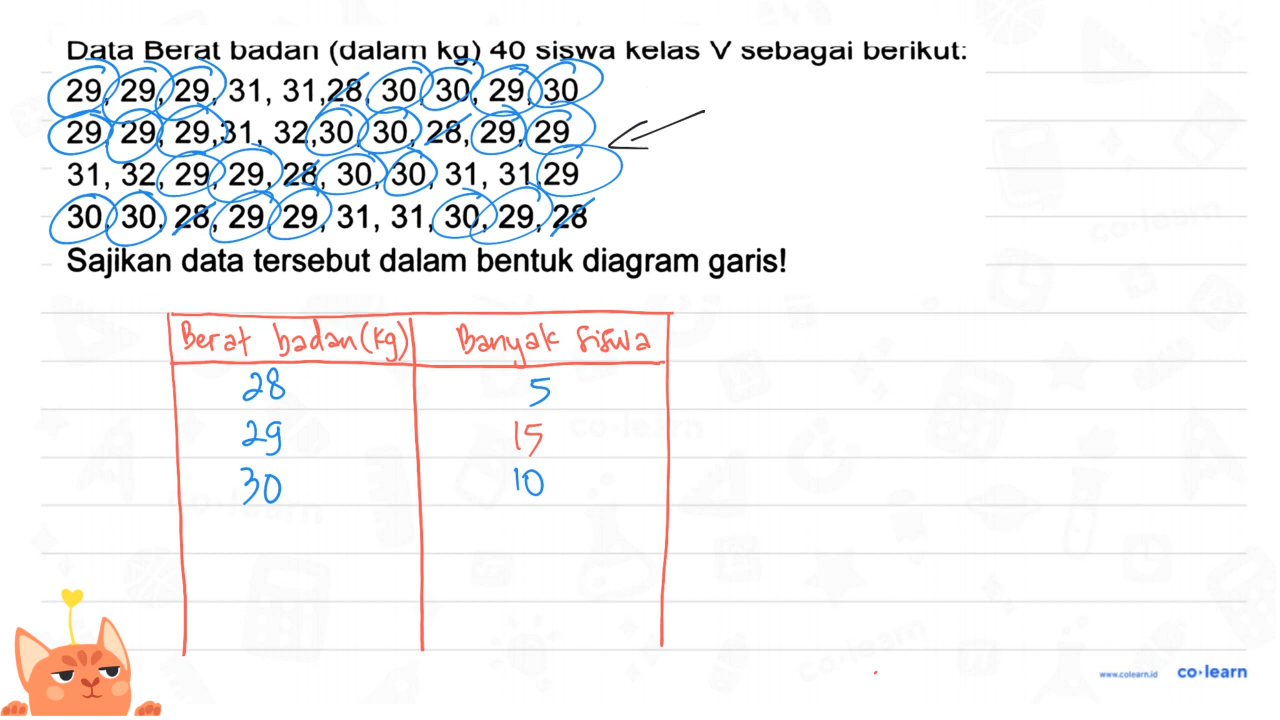 Data Berat badan (dalam kg) 40 siswa kelas V sebagai berikut:
29, 29, 29, 31, 31,28, 30, 30, 29, 30
29, 29, 29,31, 32,30, 30, 28, 29, 29
31, 32, 29, 29, 28, 30, 30, 31, 31,29
30, 30, 28, 29, 29, 31, 31, 30, 29, 28
Sajikan data tersebut dalam bentuk diagram garis!
Berat badan (kg) Banyak siswa
28 5
29 15
30 10
www.colearn.id co·learn